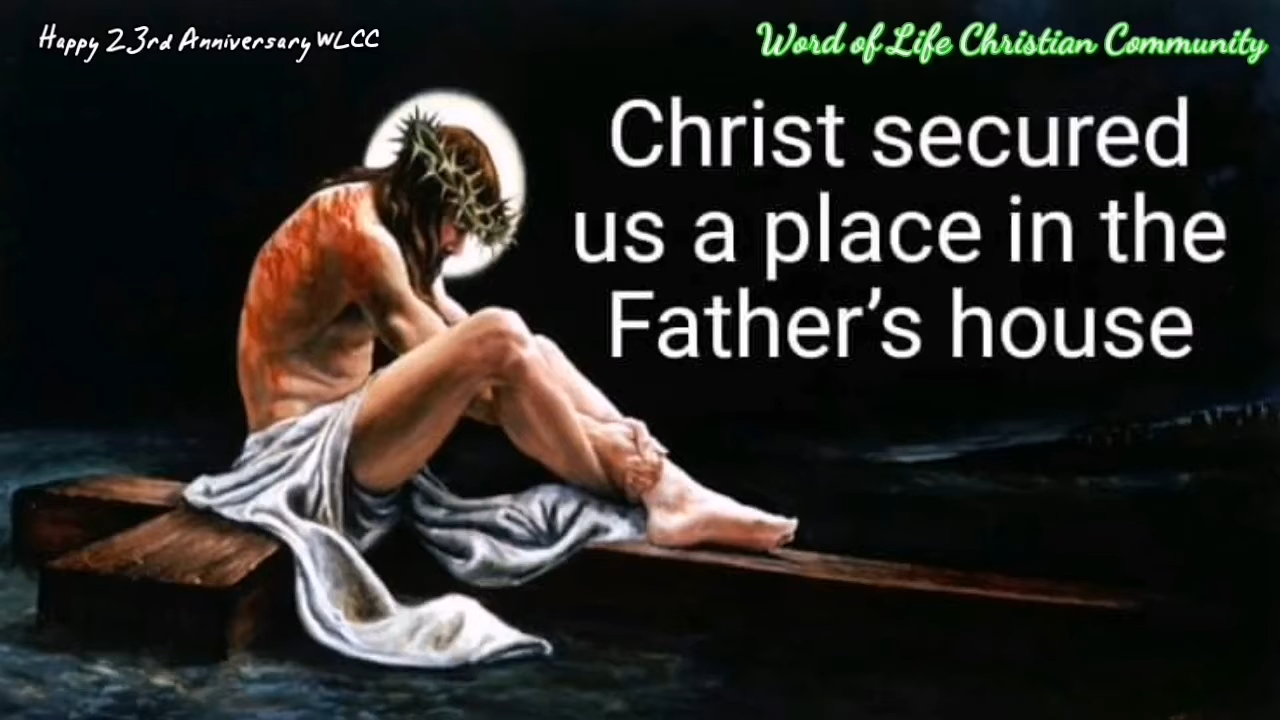 Happy 23rd Anniversary WLCC
Word of Life Christian Community
Christ secured
us a place in the
Father’s house